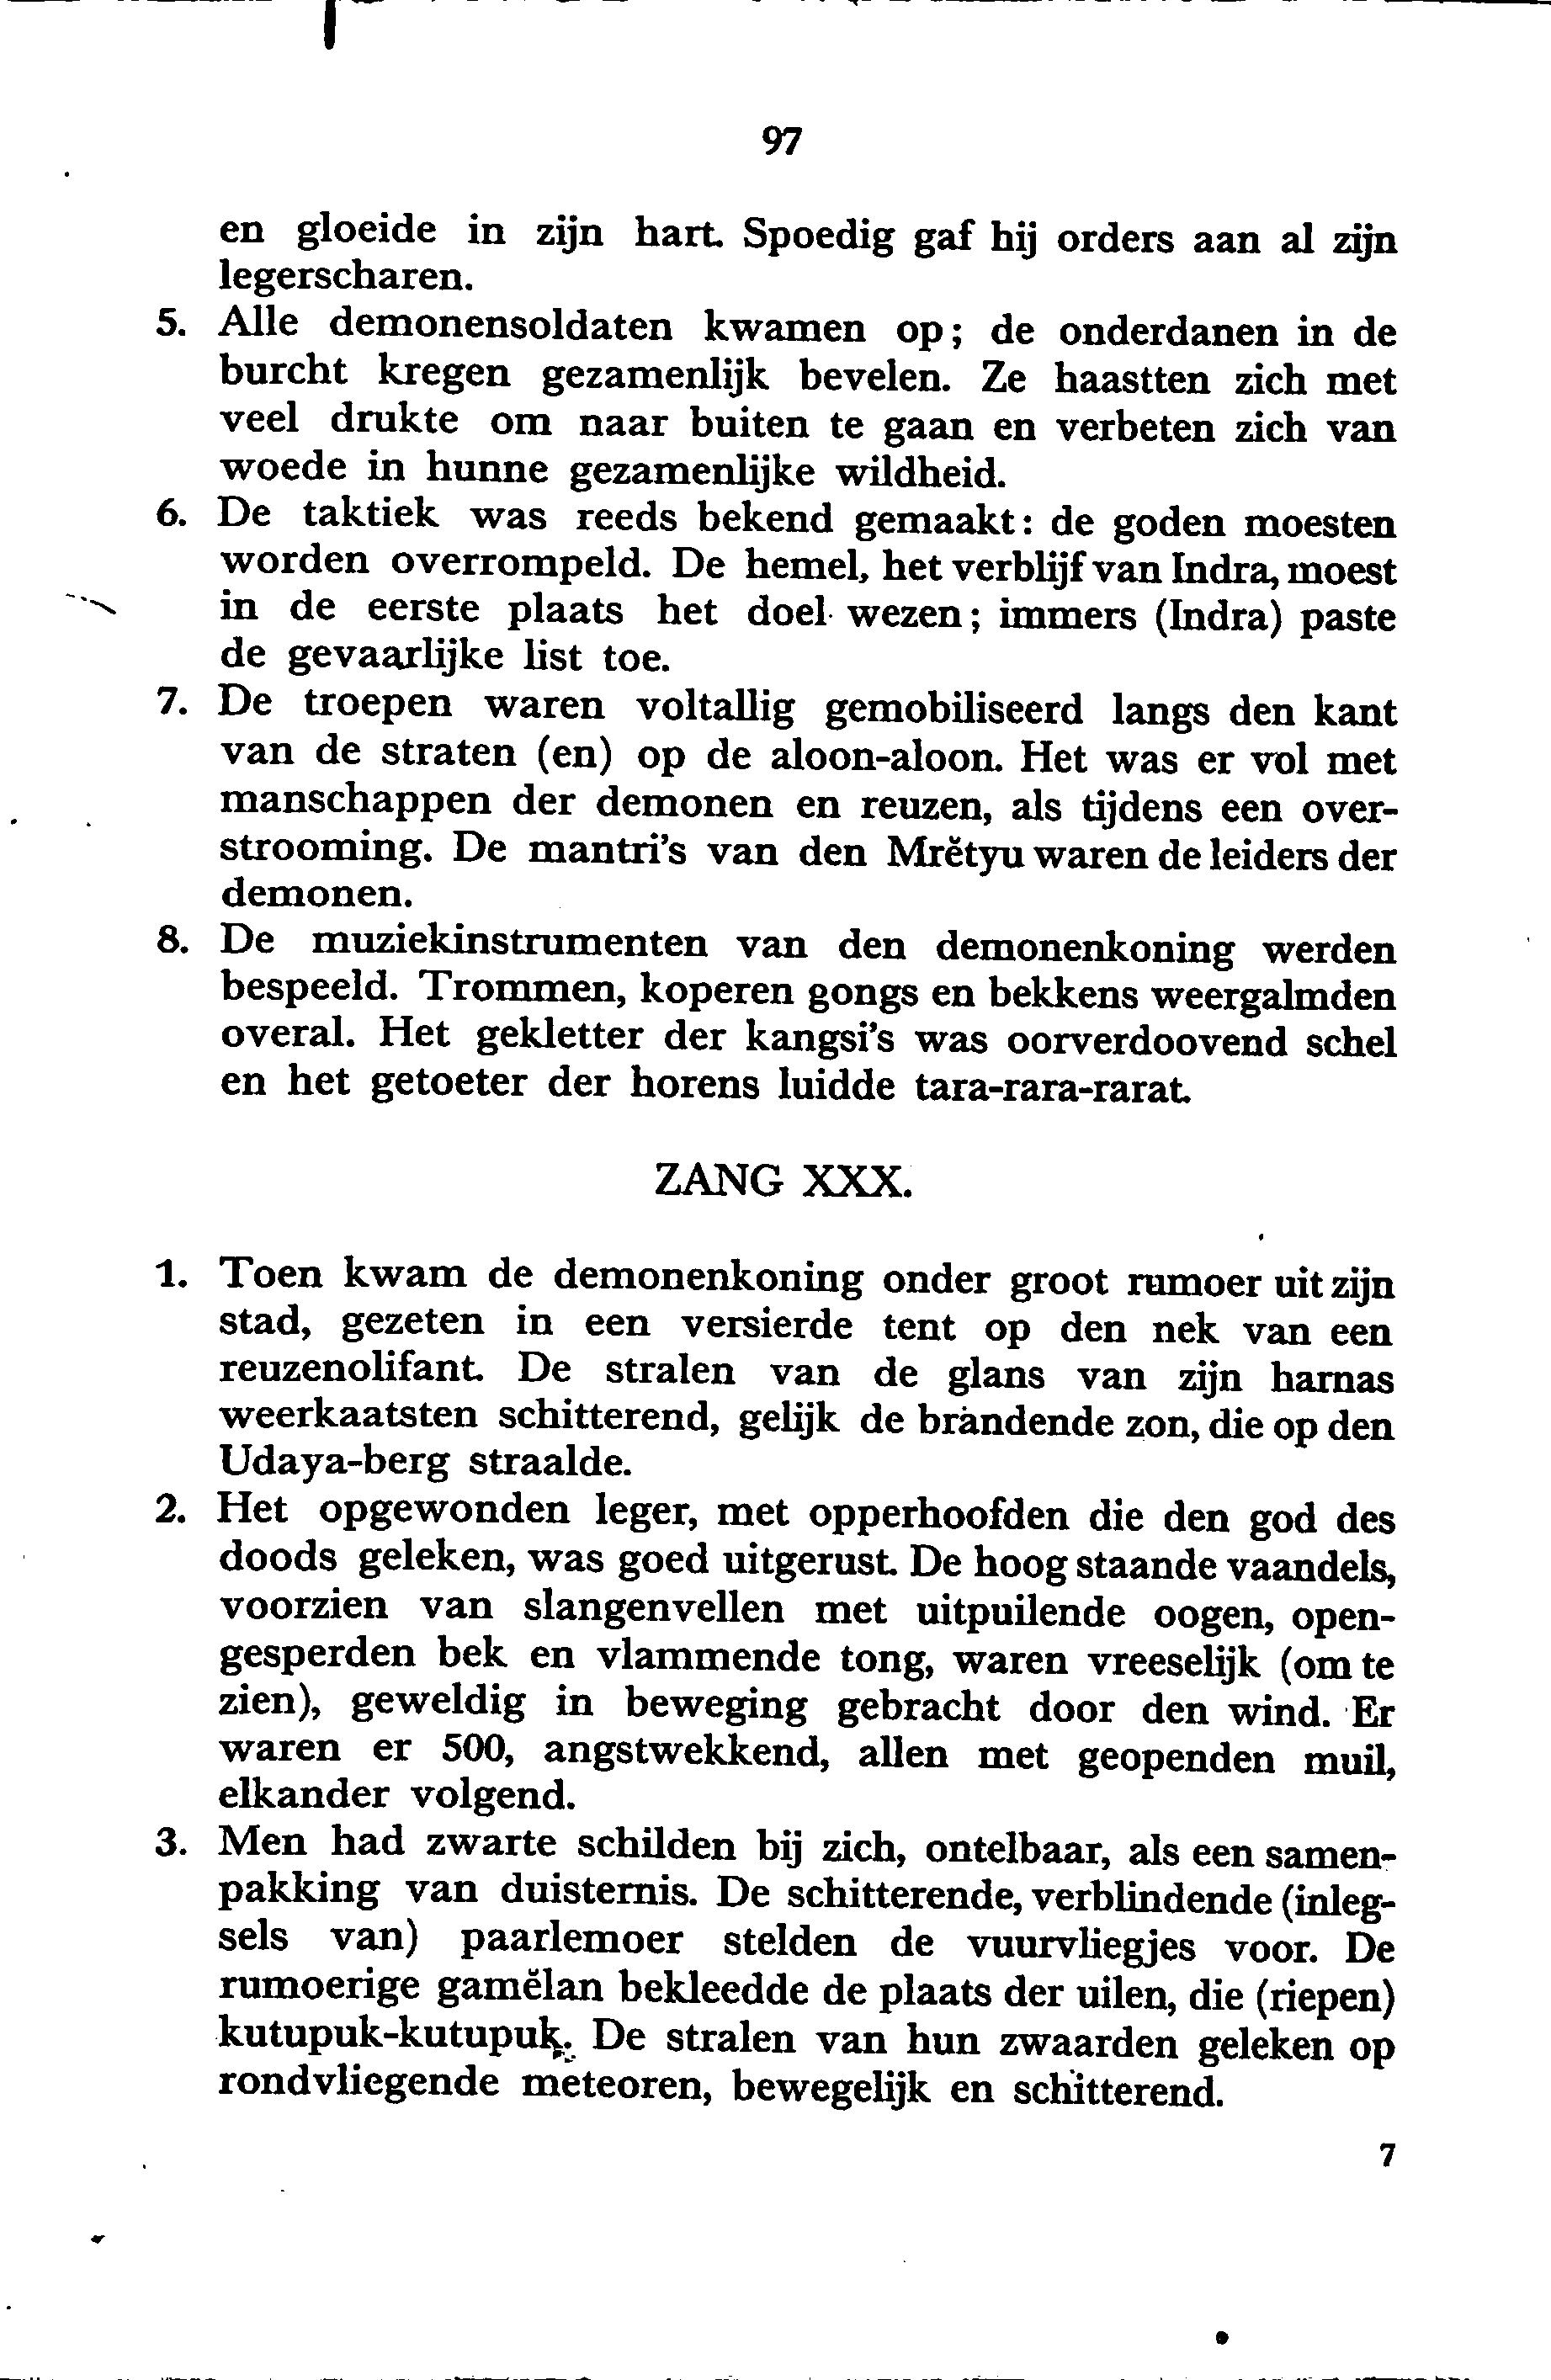 97
en gloeide in zijn hart. Spoedig gaf hij orders aan al zijn
legerscharen.
5. Alle demonensoldaten kwamen op; de onderdanen in de
burcht kregen gezamenlijk bevelen. Ze haastten zich met
veel drukte om naar buiten te gaan en verbeten zich van
woede in hunne gezamenlijke wildheid.
6. De taktiek was reeds bekend gemaakt: de goden moesten
worden overrompeld. De hemel, het verblijf van Indra, moest
in de eerste plaats het doel wezen; immers (Indra) paste
de gevaarlijke list toe.
7. De troepen waren voltallig gemobiliseerd langs den kant
van de straten (en) op de aloon-aloon. Het was er vol met
manschappen der demonen en reuzen, als tijdens een over-
strooming. De mantri's van den Mrĕtyu waren de leiders der
demonen.
8. De muziekinstrumenten van den demonenkoning werden
bespeeld. Trommen, koperen gongs en bekkens weergalmden
overal. Het gekletter der kangsi's was oorverdoovend schel
en het getoeter der horens luidde tara-rara-rarat.
ZANG XXX.
1. Toen kwam de demonenkoning onder groot rumoer uit zijn
stad, gezeten in een versierde tent op den nek van een
reuzenolifant. De stralen van de glans van zijn harnas
weerkaatsten schitterend, gelijk de brandende zon, die op den
Udaya-berg straalde.
2. Het opgewonden leger, met opperhoofden die den god des
doods geleken, was goed uitgerust. De hoog staande vaandels,
voorzien van slangenvellen met uitpuilende oogen, open-
gesperden bek en vlammende tong, waren vreeselijk (om te
zien), geweldig in beweging gebracht door den wind. Er
waren er 500, angstwekkend, allen met geopenden muil,
elkander volgend.
3. Men had zwarte schilden bij zich, ontelbaar, als een samen-
pakking van duisternis. De schitterende, verblindende (inleg-
sels van) paarlemoer stelden de vuurvliegjes voor. De
rumoerige gamĕlan bekleedde de plaats der uilen, die (riepen)
kutupuk-kutupuk. De stralen van hun zwaarden geleken op
rondvliegende meteoren, bewegelijk en schitterend.
7